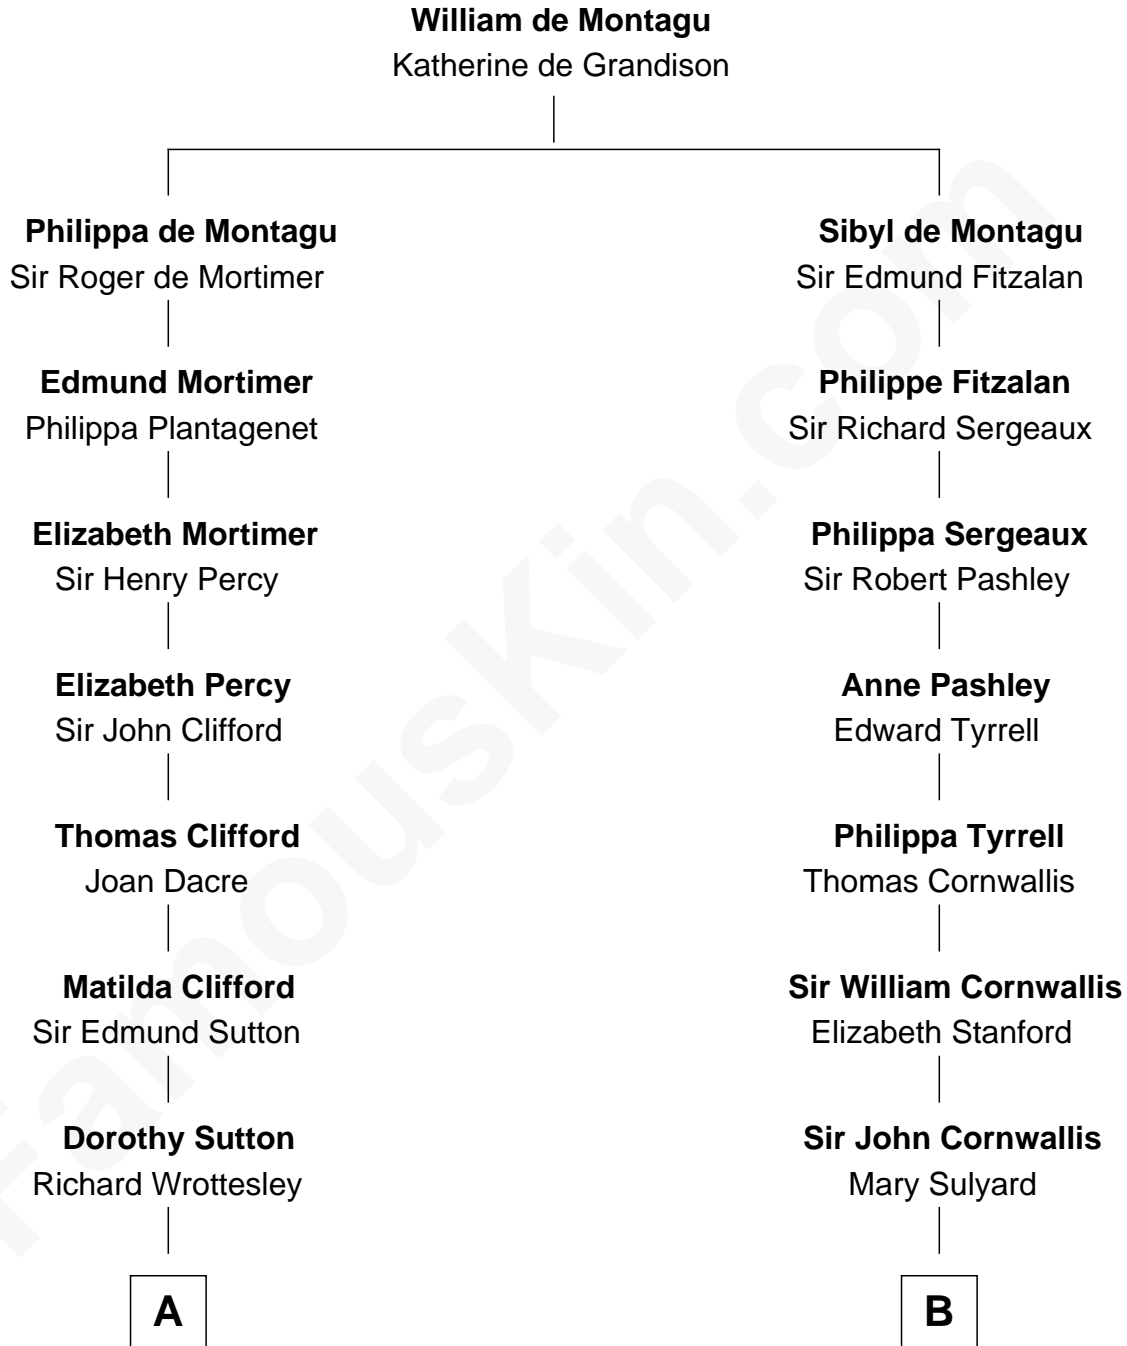 William de Montagu
Katherine de Grandison
Philippa de Montagu
Sir Roger de Mortimer
Sibyl de Montagu
Sir Edmund Fitzalan
Edmund Mortimer
Philippa Plantagenet
Philippe Fitzalan
Sir Richard Sergeaux
Elizabeth Mortimer
Sir Henry Percy
Philippa Sergeaux
Sir Robert Pashley
Elizabeth Percy
Sir John Clifford
Anne Pashley
Edward Tyrrell
Thomas Clifford
Joan Dacre
Philippa Tyrrell
Thomas Cornwallis
Matilda Clifford
Sir Edmund Sutton
Sir William Cornwallis
Elizabeth Stanford
Dorothy Sutton
Richard Wrottesley
Sir John Cornwallis
Mary Sulyard
A
B
FamousKin.com